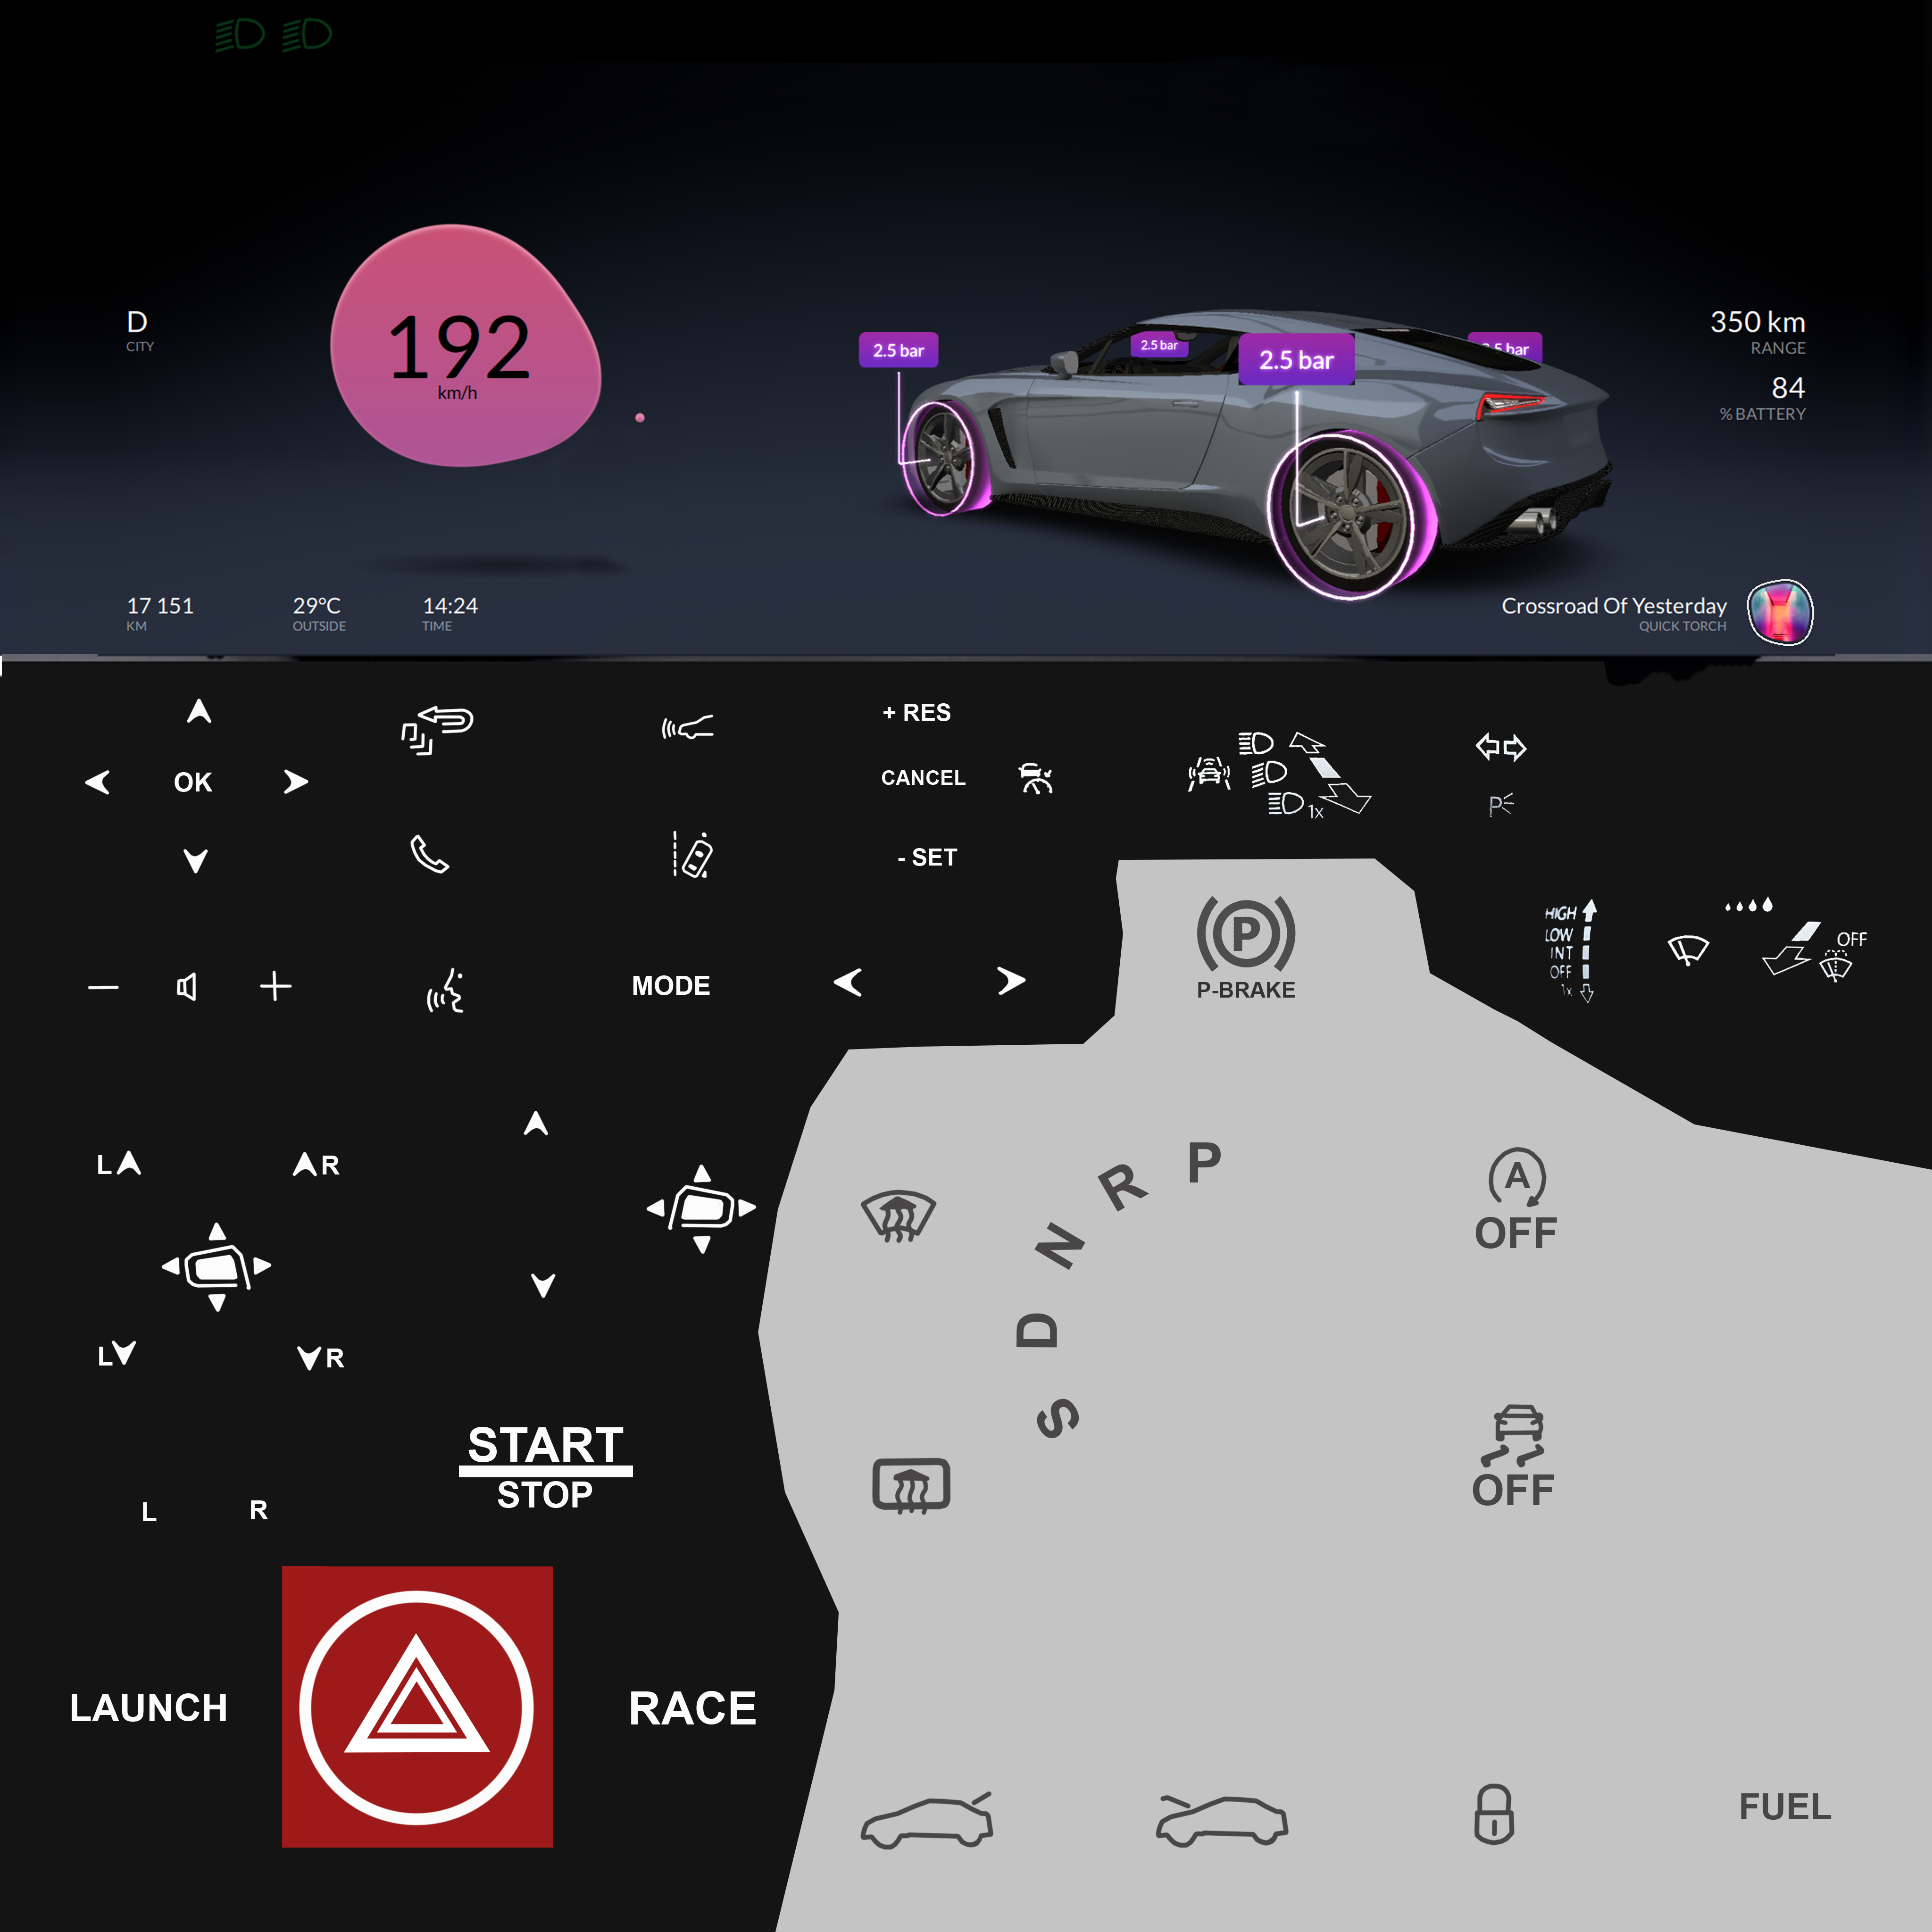 D
CITY
192
km/h
2.5 bar
2.5 bar
2.5 bar
bar
350 km
RANGE
84
% BATTERY
17 151
KM
29°C
OUTSIDE
14:24
TIME
Crossroad Of Yesterday
QUICK TORCH
OK
+ RES
CANCEL
- SET
1x
P
MODE
P
P-BRAKE
HIGH
LOW
INT
OFF
1x
OFF
L
R
L
R
P
R
N
D
S
A
OFF
START
STOP
OFF
L
R
LAUNCH
RACE
FUEL